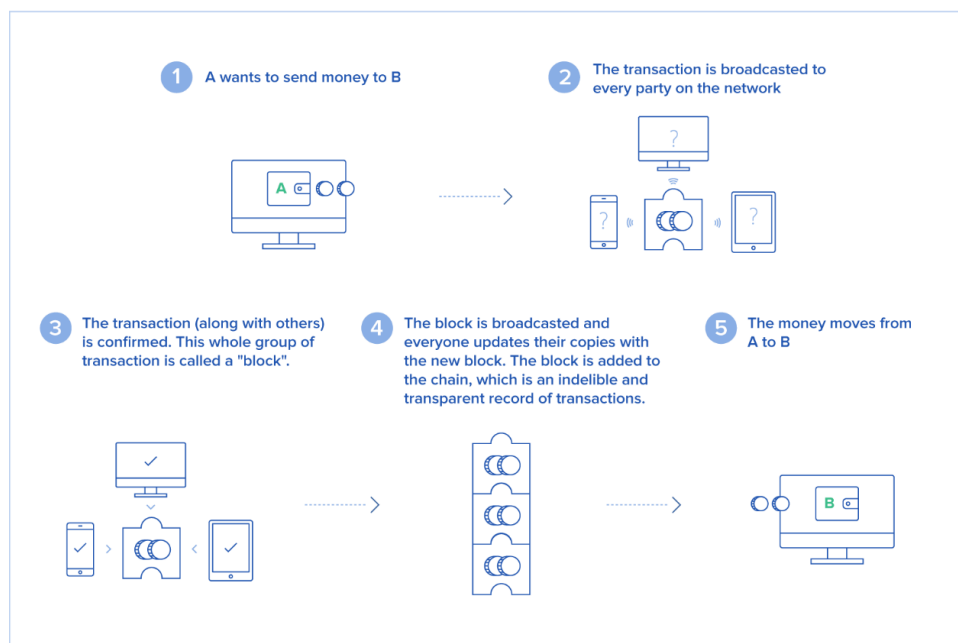 1
A wants to send money to B
2
The transaction is broadcasted to
every party on the network
?
A
?
?
3
The transaction (along with others)
is confirmed. This whole group of
transaction is called a "block".
4
The block is broadcasted and
everyone updates their copies with
the new block. The block is added to
the chain, which is an indelible and
transparent record of transactions.
5
The money moves from
A to B
B